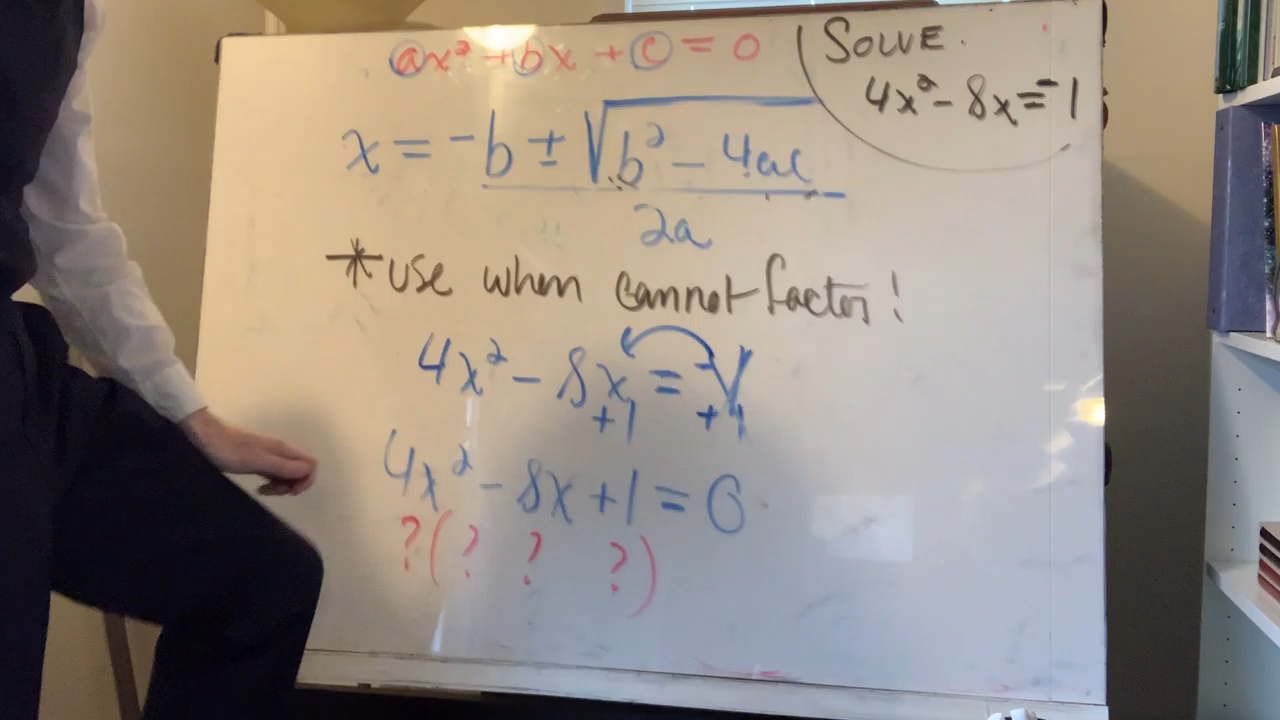 ax² + bx + c = 0
SOLVE.
4x² - 8x = -1
x = -b ± √b² - 4ac
2a
* USE when cannot factor!
4x² - 8x = -1
+1 +1
4x² - 8x + 1 = 0
? ( ? ? ? )